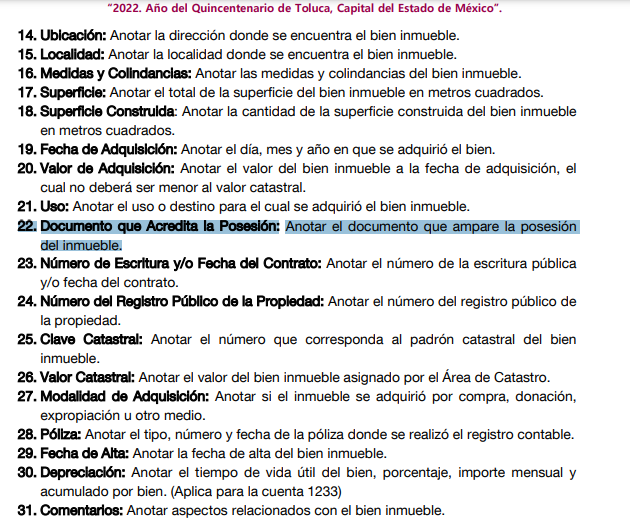 "2022. Año del Quincentenario de Toluca, Capital del Estado de México".
14. Ubicación: Anotar la dirección donde se encuentra el bien inmueble.
15. Localidad: Anotar la localidad donde se encuentra el bien inmueble.
16. Medidas y Colindancias: Anotar las medidas y colindancias del bien inmueble.
17. Superficie: Anotar el total de la superficie del bien inmueble en metros cuadrados.
18. Superficie Construida: Anotar la cantidad de la superficie construida del bien inmueble
en metros cuadrados.
19. Fecha de Adquisición: Anotar el día, mes y año en que se adquirió el bien.
20. Valor de Adquisición: Anotar el valor del bien inmueble a la fecha de adquisición, el
cual no deberá ser menor al valor catastral.
21. Uso: Anotar el uso o destino para el cual se adquirió el bien inmueble.
22. Documento que Acredita la Posesión: Anotar el documento que ampare la posesión
del inmueble.
23. Número de Escritura y/o Fecha del Contrato: Anotar el número de la escritura pública
y/o fecha del contrato.
24. Número del Registro Público de la Propiedad: Anotar el número del registro público de
la propiedad.
25. Clave Catastral: Anotar el número que corresponda al padrón catastral del bien
inmueble.
26. Valor Catastral: Anotar el valor del bien inmueble asignado por el Área de Catastro.
27. Modalidad de Adquisición: Anotar si el inmueble se adquirió por compra, donación,
expropiación u otro medio.
28. Póliza: Anotar el tipo, número y fecha de la póliza donde se realizó el registro contable.
29. Fecha de Alta: Anotar la fecha de alta del bien inmueble.
30. Depreciación: Anotar el tiempo de vida útil del bien, porcentaje, importe mensual y
acumulado por bien. (Aplica para la cuenta 1233)
31. Comentarios: Anotar aspectos relacionados con el bien inmueble.